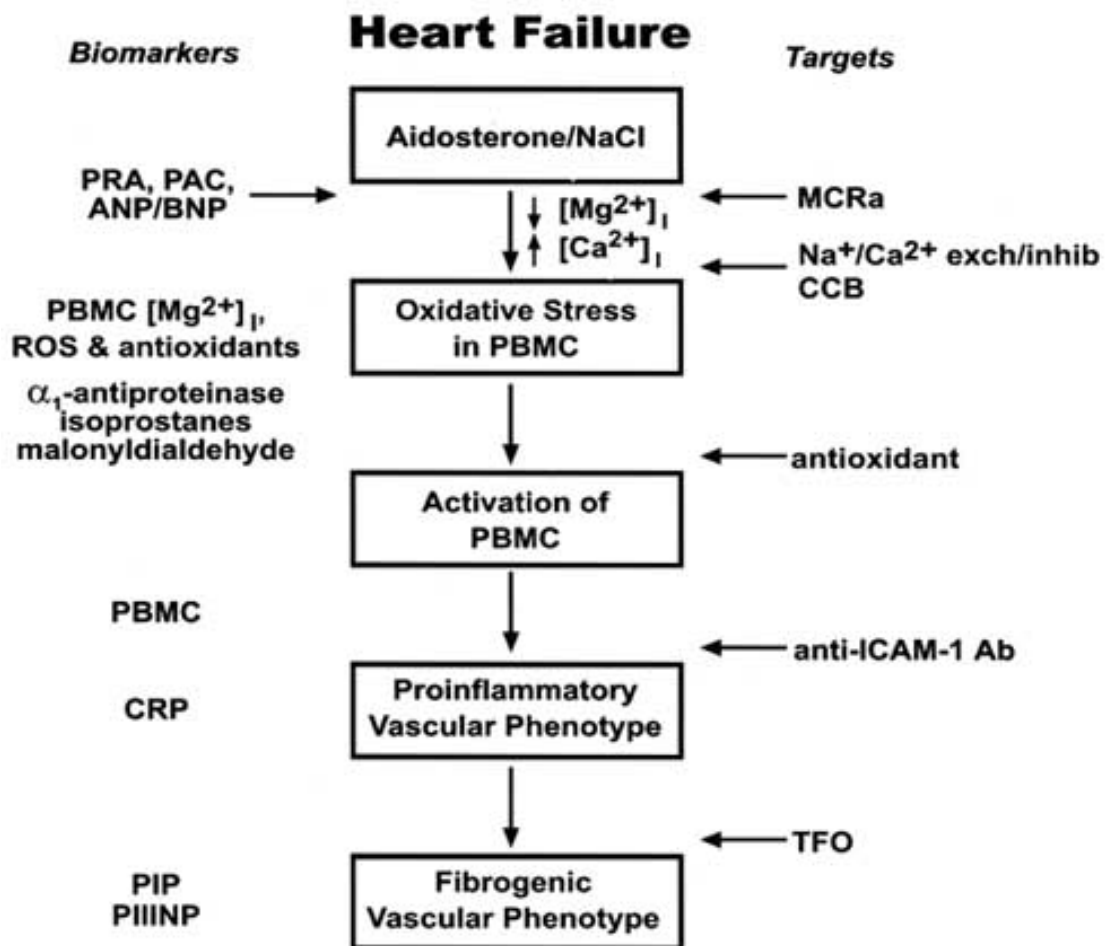 Heart Failure
Biomarkers
Targets
Aidosterone/NaCl
PRA, PAC,
ANP/BNP
MCRa
[Mg2+]I
[Ca2+]I
Na+/Ca2+ exch/inhib
CCB
PBMC [Mg2+]I,
ROS & antioxidants
α1-antiproteinase
isoprostanes
malonyldialdehyde
Oxidative Stress
in PBMC
antioxidant
Activation of
PBMC
PBMC
anti-ICAM-1 Ab
CRP
Proinflammatory
Vascular Phenotype
TFO
PIP
PIIINP
Fibrogenic
Vascular Phenotype